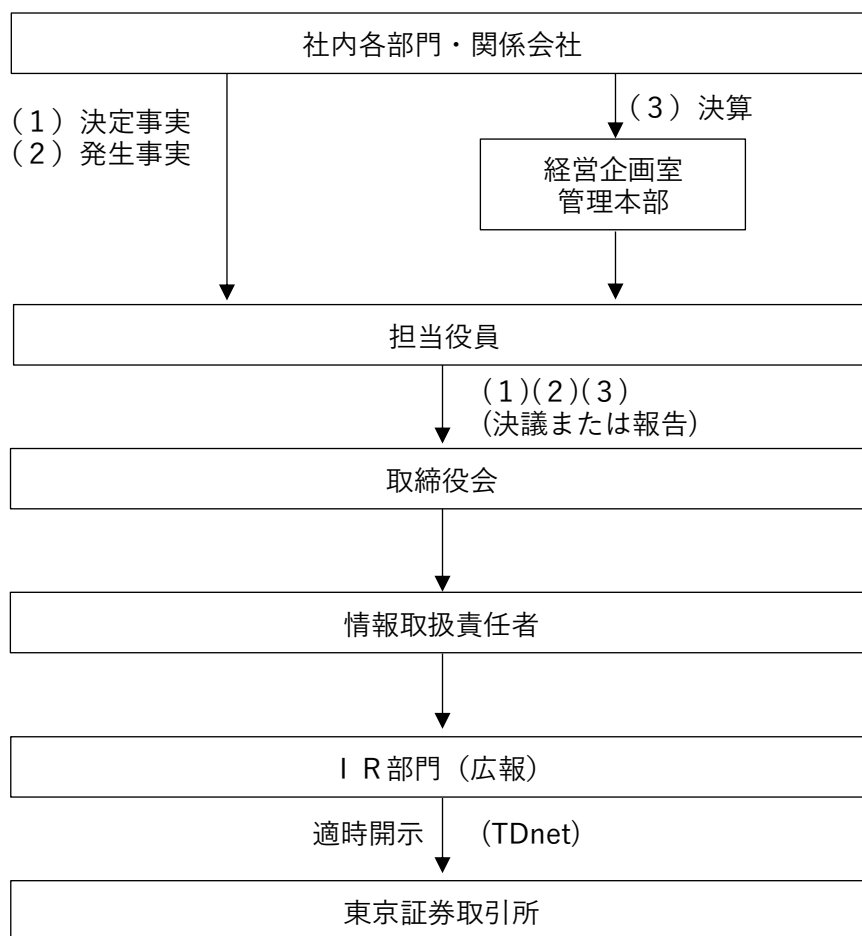 社内各部門・関係会社
（１）決定事実
（２）発生事実
（３）決算
経営企画室
管理本部
担当役員
(１)(２)(３)
(決議または報告)
取締役会
情報取扱責任者
ＩＲ部門（広報）
適時開示 (TDnet)
東京証券取引所